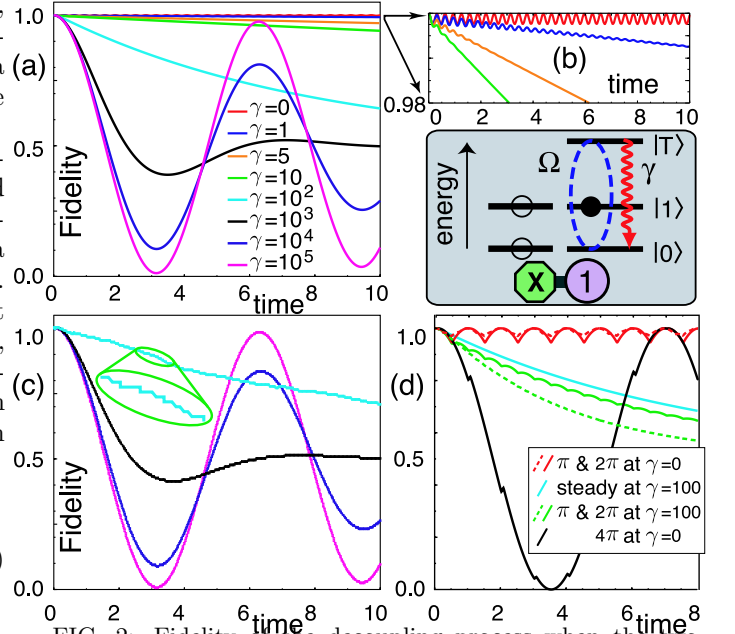 (a)
1.0
0.5
0.0
Fidelity
γ=0
γ=1
γ=5
γ=10
γ=10²
γ=10³
γ=10⁴
γ=10⁵
0 2 4 6 8 10
time
0.98
(b)
time
0 2 4 6 8 10
energy
Ω
γ
|T⟩
|1⟩
|0⟩
X
1
(c)
1.0
0.5
0.0
Fidelity
0 2 4 6 8 10
time
(d)
1.0
0.5
0.0
π & 2π at γ=0
steady at γ=100
π & 2π at γ=100
4π at γ=0
0 2 4 6 8
time